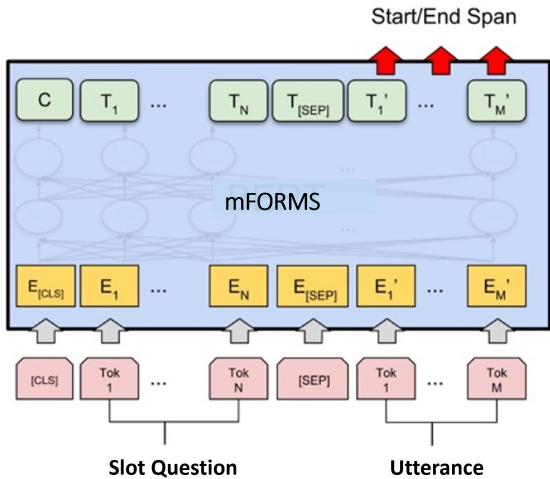 Start/End Span
C T1 ... TN T[SEP] T1' ... TM'
...
mFORMS
...
E[CLS] E1 ... EN E[SEP] E1' ... EM'
[CLS] Tok 1 ... Tok N [SEP] Tok 1 ... Tok M
Slot Question Utterance